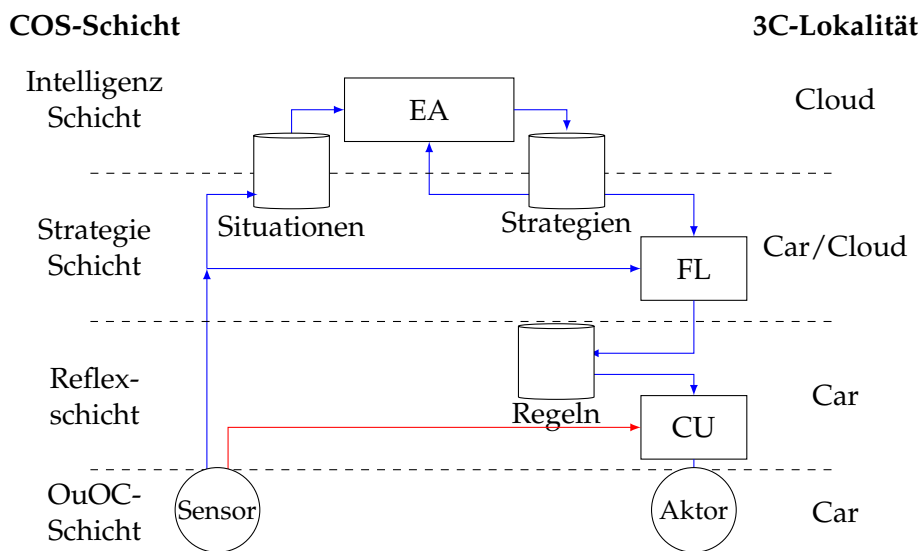 COS-Schicht
3C-Lokalität
Intelligenz
Schicht
EA
Cloud
Situationen
Strategien
Strategie
Schicht
FL
Car/Cloud
Reflex-
schicht
Regeln
CU
Car
OuOC-
Schicht
Sensor
Aktor
Car